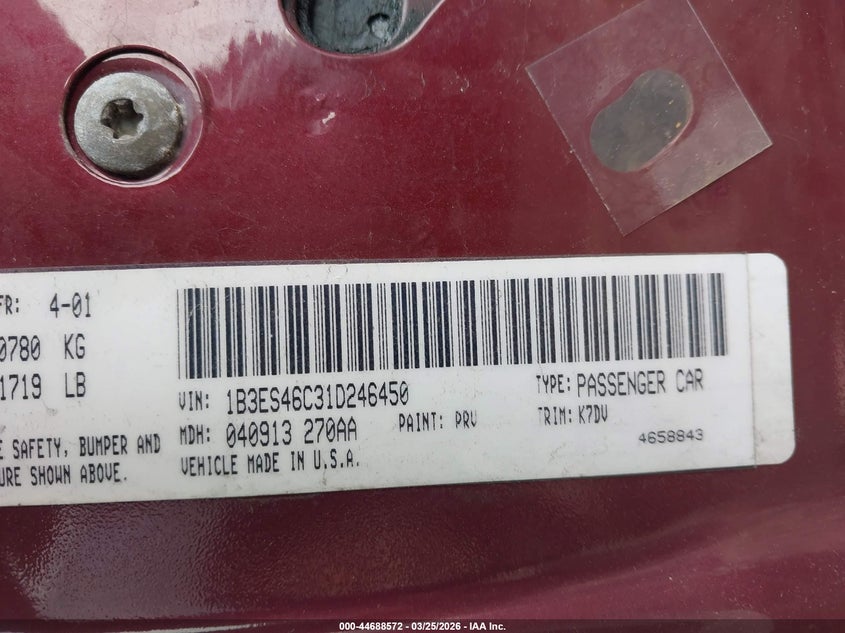 FR: 4-01
0780 KG
1719 LB
VIN: 1B3ES46C31D246450 TYPE: PASSENGER CAR
MDH: 040913 270AA PAINT: PRV TRIM: K7DV
4658843
E SAFETY, BUMPER AND
URE SHOWN ABOVE.
VEHICLE MADE IN U.S.A.
000-44688572 — 03/25/2026 — IAA Inc.